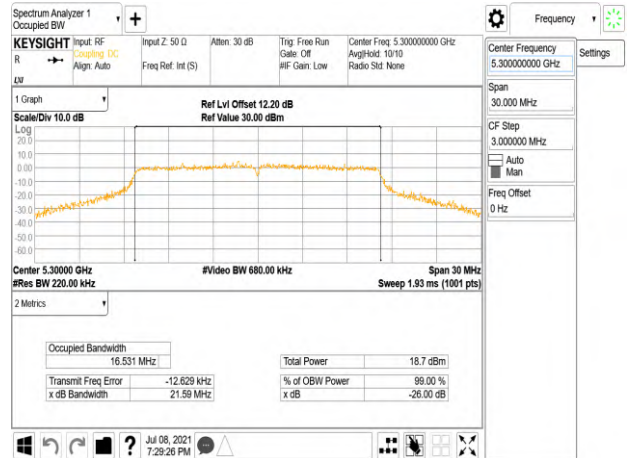 Spectrum Analyzer 1
Occupied BW
Frequency
KEYSIGHT
Input: RF
Coupling: DC
Align: Auto
Input Z: 50 Ω
Freq Ref: Int (S)
Atten: 30 dB
Trig: Free Run
Gate: Off
#IF Gain: Low
Center Freq: 5.300000000 GHz
Avg|Hold: 10/10
Radio Std: None
R
LXI
Center Frequency
5.300000000 GHz
Settings
Span
30.000 MHz
CF Step
3.000000 MHz
Auto
Man
Freq Offset
0 Hz
1 Graph
Scale/Div 10.0 dB
Ref Lvl Offset 12.20 dB
Ref Value 30.00 dBm
Log
20.0
10.0
0.00
-10.0
-20.0
-30.0
-40.0
-50.0
-60.0
Center 5.30000 GHz
#Res BW 220.00 kHz
#Video BW 680.00 kHz
Span 30 MHz
Sweep 1.93 ms (1001 pts)
2 Metrics
Occupied Bandwidth
16.531 MHz
Total Power 18.7 dBm
Transmit Freq Error -12.629 kHz
% of OBW Power 99.00 %
x dB Bandwidth 21.59 MHz
x dB -26.00 dB
?
Jul 08, 2021
7:29:26 PM